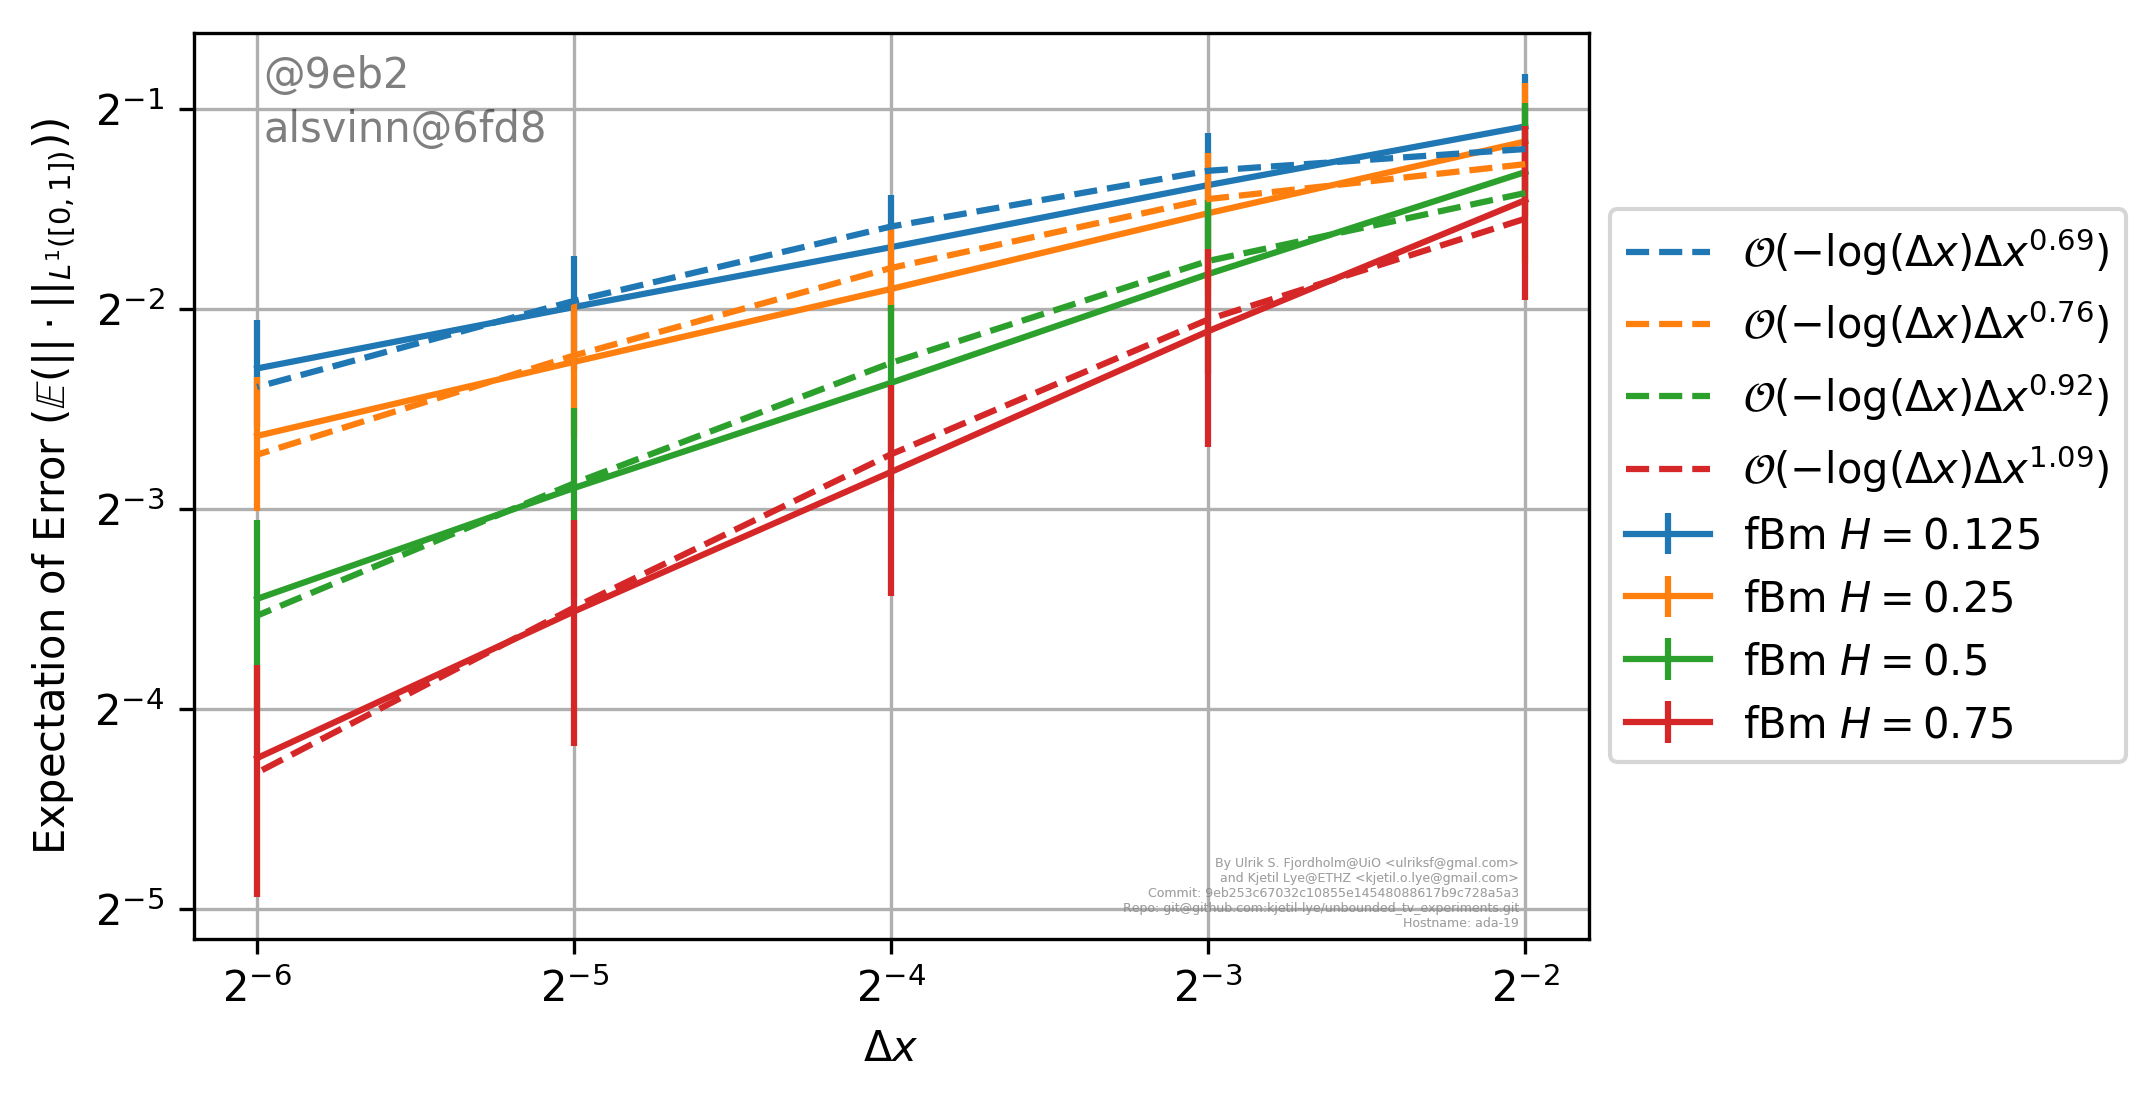 @9eb2
alsvinn@6fd8
Expectation of Error (𝔼(|| · ||_{L^1([0, 1])}))
2^{-1}
2^{-2}
2^{-3}
2^{-4}
2^{-5}
2^{-6}
2^{-5}
2^{-4}
2^{-3}
2^{-2}
Δx
By Ulrik S. Fjordholm@UiO <ulriksf@gmal.com>
and Kjetil Lye@ETHZ <kjetil.o.lye@gmail.com>
Commit: 9eb253c67032c10855e14548088617b9c728a5a3
Repo: git@github.com:kjetil-lye/unbounded_tv_experiments.git
Hostname: ada-19
𝒪(−log(Δx)Δx^{0.69})
𝒪(−log(Δx)Δx^{0.76})
𝒪(−log(Δx)Δx^{0.92})
𝒪(−log(Δx)Δx^{1.09})
fBm H = 0.125
fBm H = 0.25
fBm H = 0.5
fBm H = 0.75